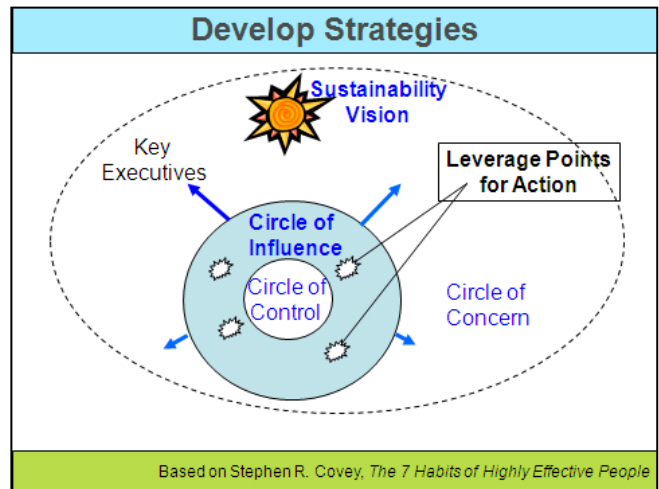 Develop Strategies
Sustainability
Vision
Key
Executives
Leverage Points
for Action
Circle of
Influence
Circle of
Control
Circle of
Concern
Based on Stephen R. Covey, The 7 Habits of Highly Effective People